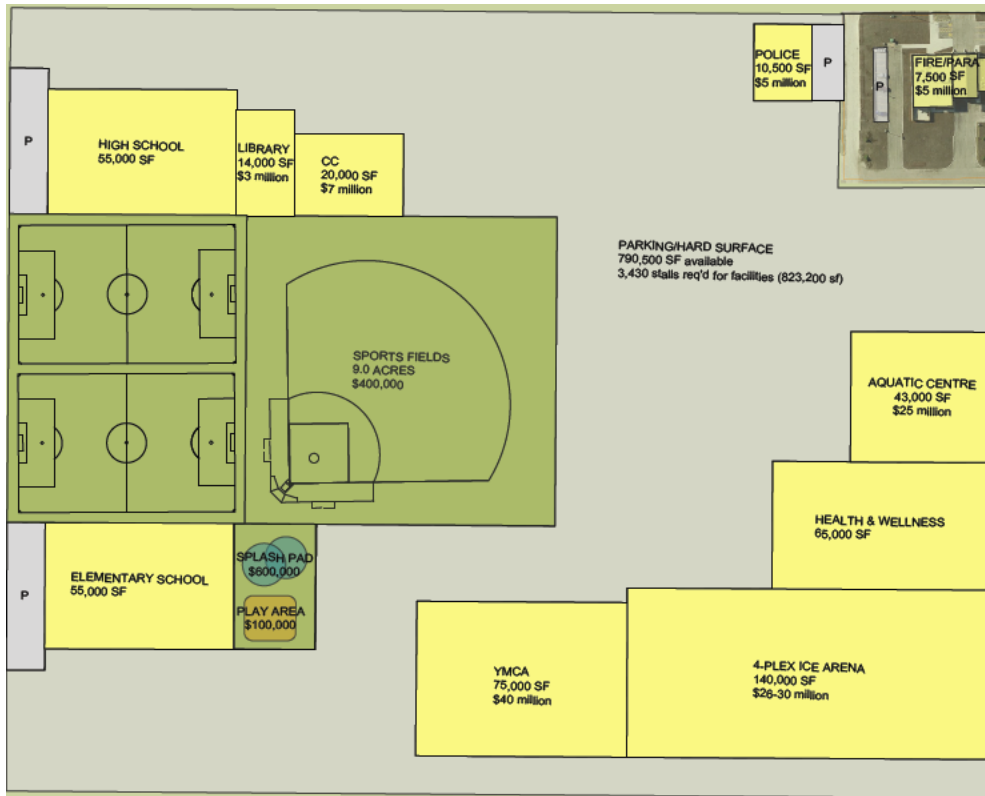 POLICE
10,500 SF
$5 million
P
P
FIRE/PARA
7,500 SF
$5 million
P
HIGH SCHOOL
55,000 SF
LIBRARY
14,000 SF
$3 million
CC
20,000 SF
$7 million
PARKING/HARD SURFACE
790,500 SF available
3,430 stalls req'd for facilities (823,200 sf)
SPORTS FIELDS
9.0 ACRES
$400,000
AQUATIC CENTRE
43,000 SF
$25 million
HEALTH & WELLNESS
65,000 SF
P
ELEMENTARY SCHOOL
55,000 SF
SPLASH PAD
$600,000
PLAY AREA
$100,000
YMCA
75,000 SF
$40 million
4-PLEX ICE ARENA
140,000 SF
$26-30 million